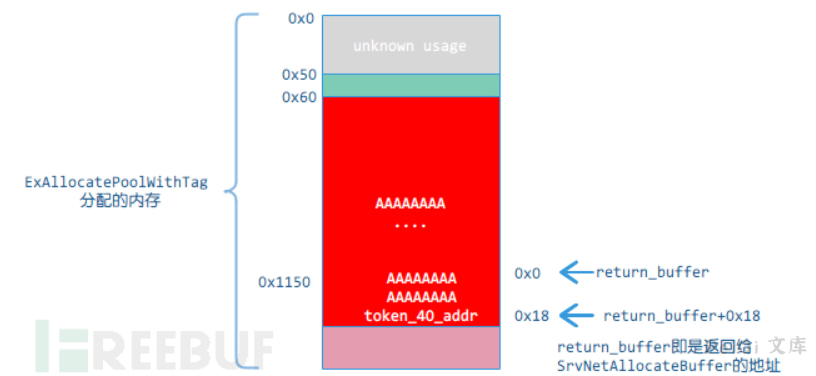 0x0
unknown usage
0x50
0x60
ExAllocatePoolWithTag
分配的内存
AAAAAAAA
....
0x1150
AAAAAAAA
0x0
return_buffer
AAAAAAAA
token_40_addr
0x18
return_buffer+0x18
return_buffer即是返回给
文库
SrvNetAllocateBuffer的地址
REEBUF